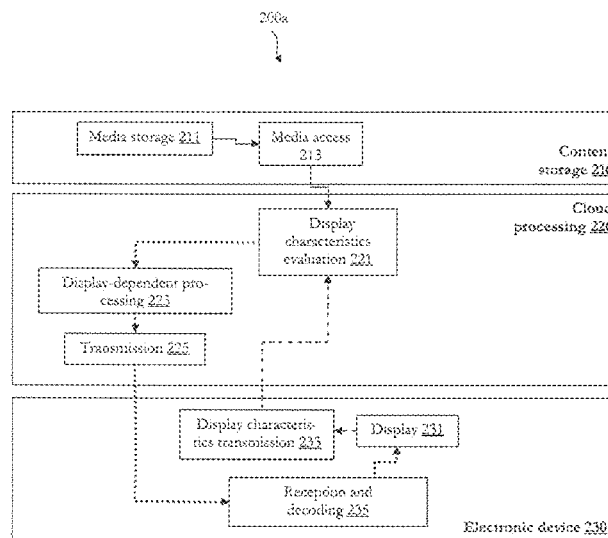 200a
Media storage 211
Media access
213
Content
storage 210
Cloud
processing 220
Display
characteristics
evaluation 221
Display-dependent pro-
cessing 223
Transmission 225
Display characteris-
tics transmission 233
Display 231
Reception and
decoding 235
Electronic device 230